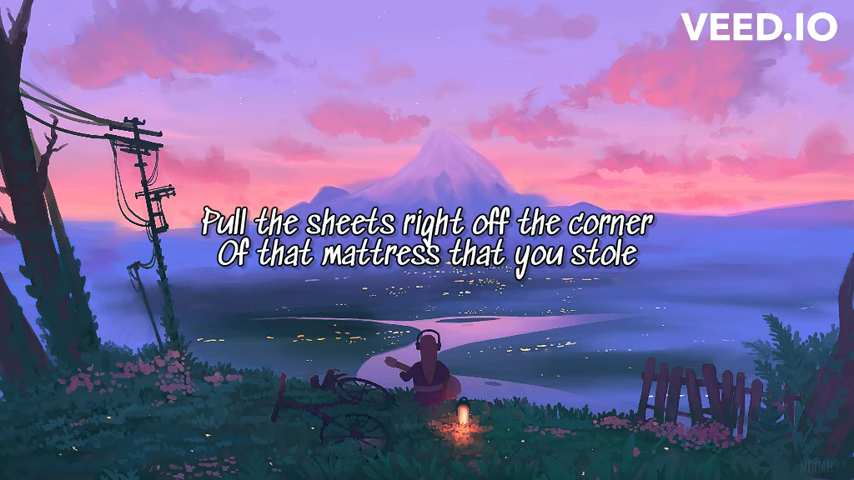 VEED.IO
Pull the sheets right off the corner
Of that mattress that you stole